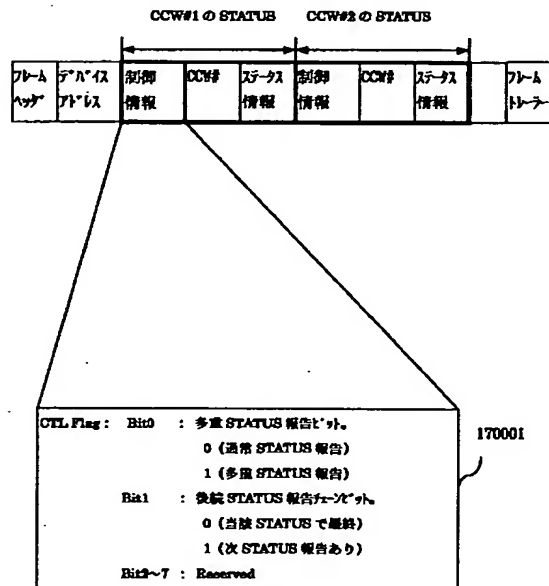 CCW#1 の STATUS CCW#2 の STATUS
フレーム デバイス 制御 CCW# ステータス 制御 CCW# ステータス フレーム
ヘッダ アドレス 情報 情報 情報 情報 トレーラー
CTL Flag : Bit0 : 多重 STATUS 報告ビット。
0 (通常 STATUS 報告)
1 (多重 STATUS 報告)
170001
Bit1 : 後続 STATUS 報告チェーンビット。
0 (当該 STATUS で最終)
1 (次 STATUS 報告あり)
Bit2~7 : Reserved